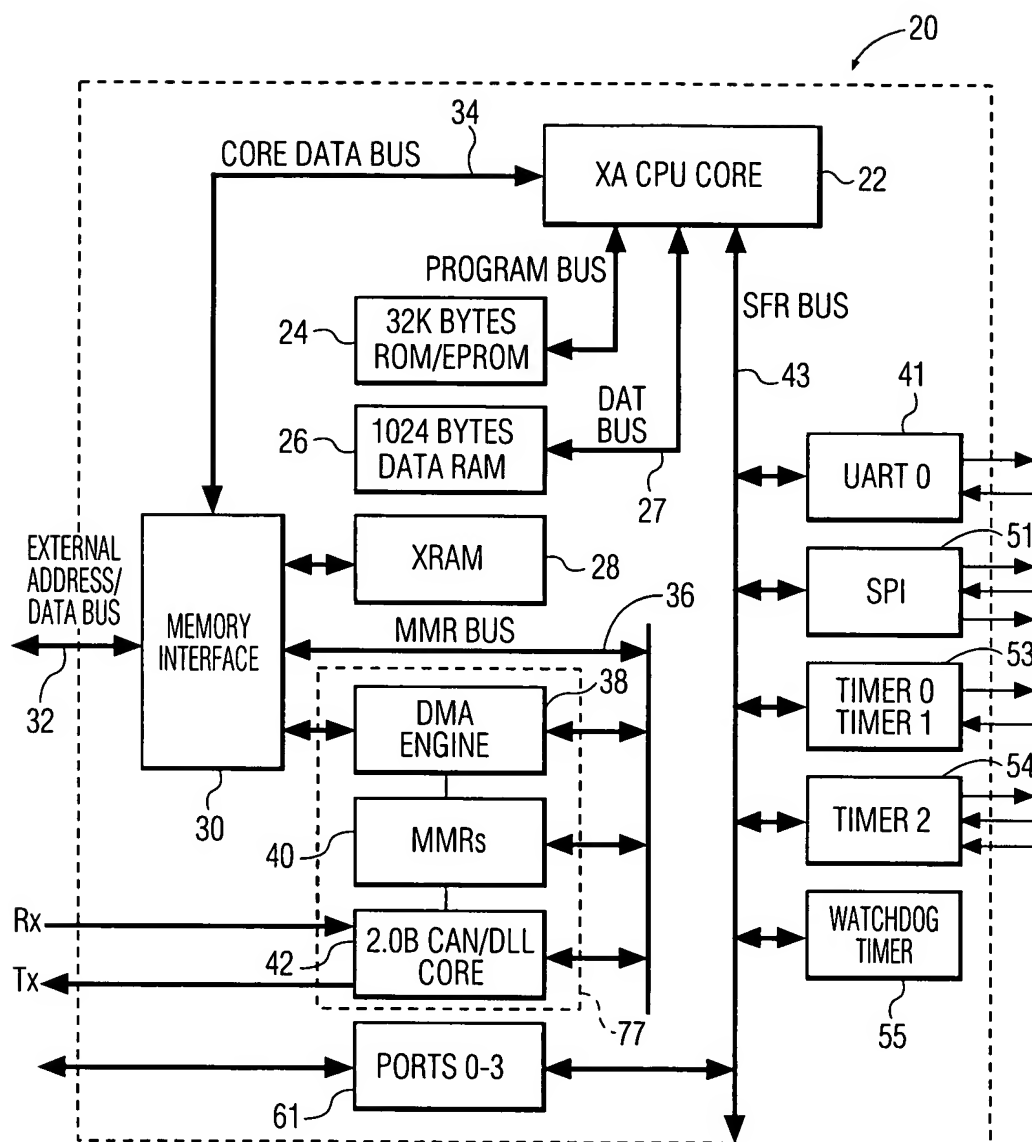 20
34
CORE DATA BUS
XA CPU CORE
22
PROGRAM BUS
SFR BUS
24
32K BYTES
ROM/EPROM
43
DAT
BUS
41
26
1024 BYTES
DATA RAM
UART 0
27
51
EXTERNAL
ADDRESS/
DATA BUS
XRAM
28
SPI
36
MEMORY
INTERFACE
MMR BUS
32
38
53
DMA
ENGINE
TIMER 0
TIMER 1
54
30
40
MMRs
TIMER 2
Rx
2.0B CAN/DLL
CORE
42
WATCHDOG
TIMER
Tx
77
55
PORTS 0-3
61